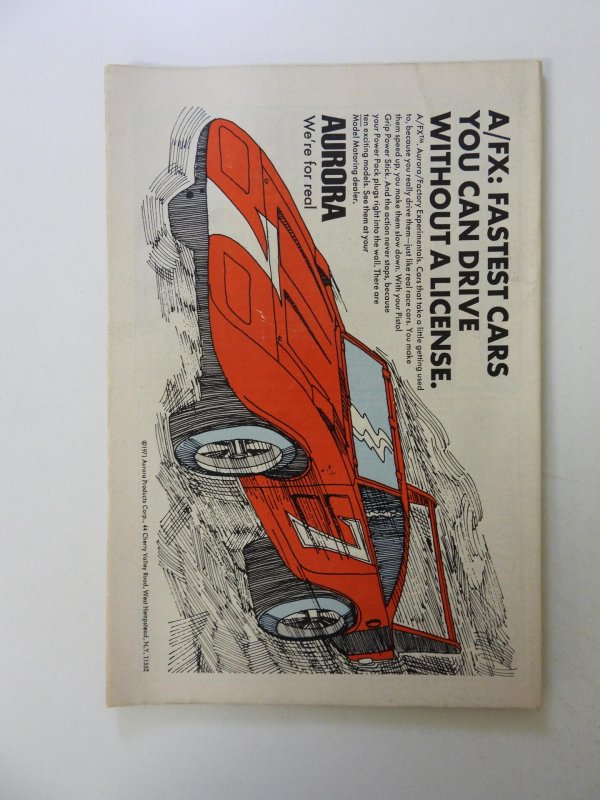 A/FX: FASTEST CARS
YOU CAN DRIVE
WITHOUT A LICENSE.
A/FX™, Aurora/Factory Experimentals. Cars that take a little getting used
to, because you really drive them—just like real race cars. You make
them speed up, you make them slow down. With your Pistol
Grip Power Stick. And the action never stops, because
your Power Pack plugs right into the wall. There are
ten exciting models. See them at your
Model Motoring dealer.
AURORA
We're for real
7
©1971 Aurora Products Corp., 44 Cherry Valley Road, West Hempstead, N.Y. 11552